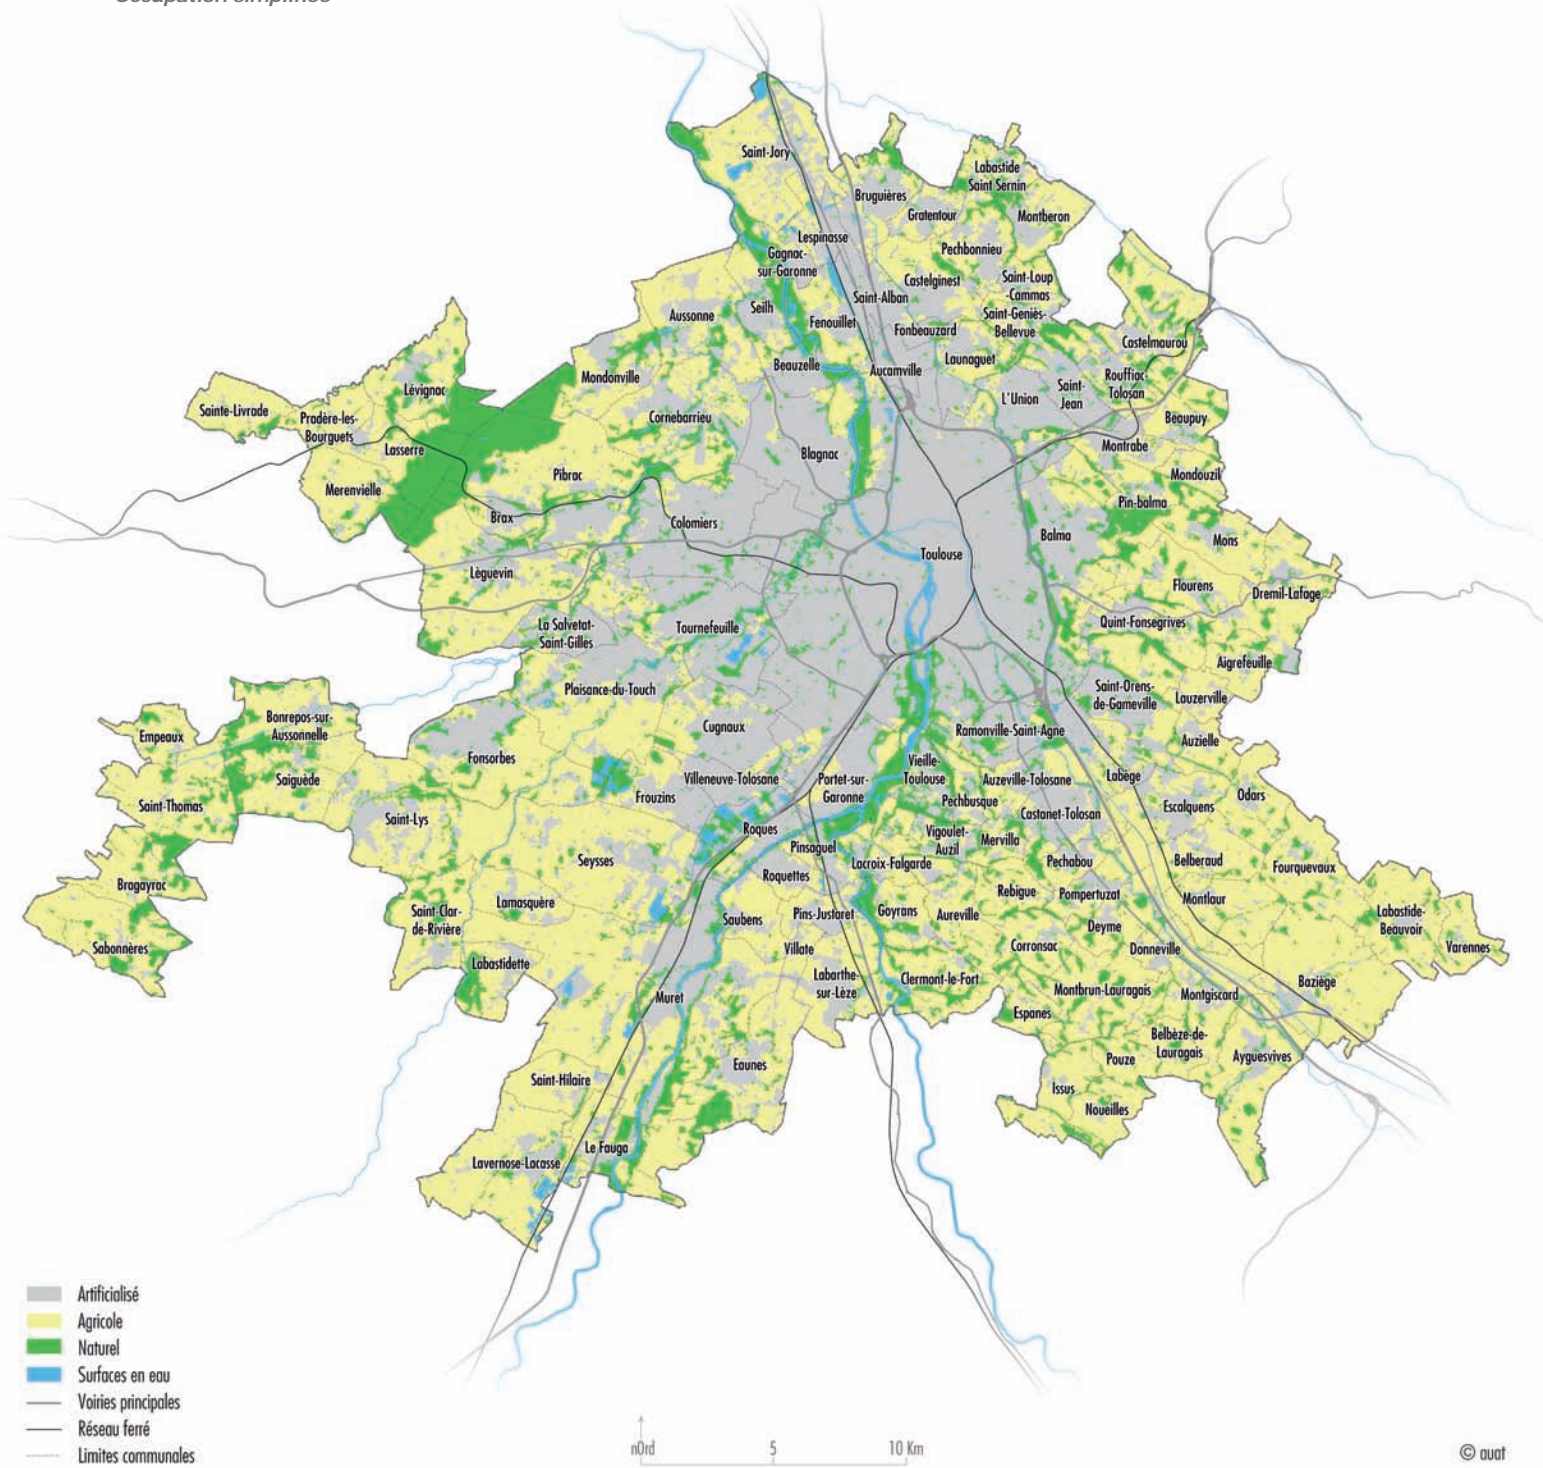 Occupation simplifiée
Saint-Jory
Labastide
Saint Sernin
Bruguières
Gratentour
Montberon
Lespinasse
Pechbonnieu
Gagnac-
sur-Garonne
Castelginest
Saint-Loup
-Cammas
Saint-Alban
Seilh
Aussonne
Fenouillet
Fonbeauzard
Saint-Geniès-
Bellevue
Castelmaurou
Launaguet
Beauzelle
Aucamville
Mondonville
Rouffiac-
Tolosan
Saint-
Jean
L'Union
Lévignac
Sainte-Livrade
Pradère-les-
Bourguets
Cornebarrieu
Beaupuy
Lasserre
Blagnac
Montrabe
Merenvielle
Pibrac
Mondouzil
Pin-balma
Brax
Colomiers
Balma
Mons
Toulouse
Lèguevin
Flourens
Dremil-Lafage
La Salvetat-
Saint-Gilles
Tournefeuille
Quint-Fonsegrives
Aigrefeuille
Plaisance-du-Touch
Saint-Orens-
de-Gameville
Lauzerville
Bonrepos-sur-
Aussonnelle
Empeaux
Cugnaux
Ramonville-Saint-Agne
Auzielle
Fonsorbes
Saiguède
Villeneuve-Tolosane
Portet-sur-
Garonne
Vieille-
Toulouse
Auzeville-Tolosane
Labège
Saint-Thomas
Frouzins
Pechbusque
Odars
Escalquens
Castanet-Tolosan
Saint-Lys
Roques
Vigoulet-
Auzil
Mervilla
Pinsaguel
Seysses
Lacroix-Falgarde
Pechabou
Belberaud
Fourquevaux
Roquettes
Bragayrac
Rebigue
Pompertuzat
Montlaur
Lamasquère
Saint-Clar-
de-Rivière
Saubens
Pins-Justaret
Goyrans
Aureville
Labastide-
Beauvoir
Deyme
Varennes
Sabonnères
Villate
Corronsac
Donneville
Labastidette
Labarthe-
sur-Lèze
Clermont-le-Fort
Muret
Montbrun-Lauragais
Montgiscard
Baziège
Espanes
Belbèze-de-
Lauragais
Ayguesvives
Pouze
Eaunes
Saint-Hilaire
Issus
Noueilles
Le Fauga
Lavernose-Lacasse
Artificialisé
Agricole
Naturel
Surfaces en eau
Voiries principales
Réseau ferré
Limites communales
nOrd 5 10 Km
© auat